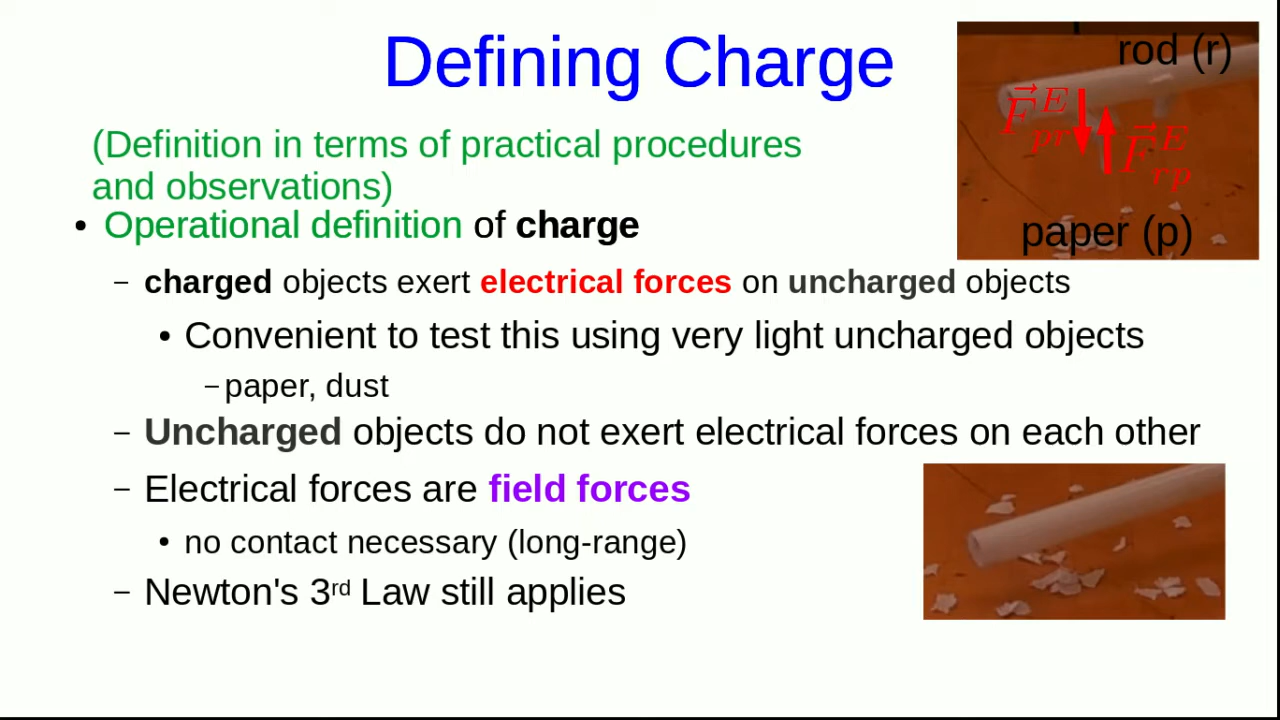 Defining Charge
rod (r)
F⃗ᴱpr
F⃗ᴱrp
paper (p)
(Definition in terms of practical procedures
and observations)
• Operational definition of charge
– charged objects exert electrical forces on uncharged objects
• Convenient to test this using very light uncharged objects
– paper, dust
– Uncharged objects do not exert electrical forces on each other
– Electrical forces are field forces
• no contact necessary (long-range)
– Newton's 3rd Law still applies